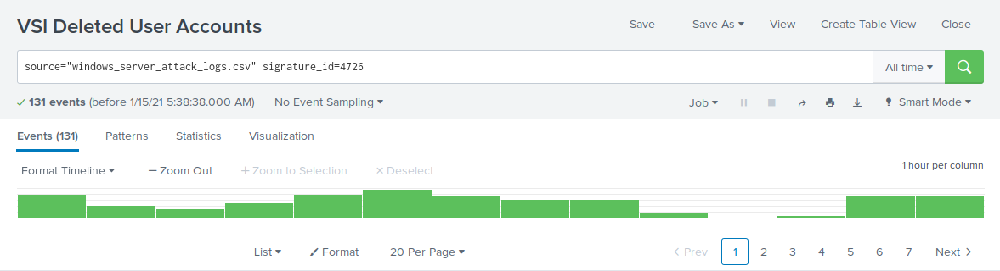 VSI Deleted User Accounts
Save Save As View Create Table View Close
source="windows_server_attack_logs.csv" signature_id=4726
All time
131 events (before 1/15/21 5:38:38.000 AM) No Event Sampling
Job Smart Mode
Events (131) Patterns Statistics Visualization
Format Timeline — Zoom Out + Zoom to Selection × Deselect
1 hour per column
List Format 20 Per Page
< Prev 1 2 3 4 5 6 7 Next >